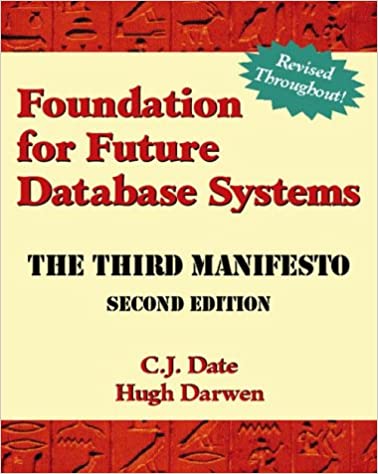 Revised
Throughout!
Foundation
for Future
Database Systems
THE THIRD MANIFESTO
SECOND EDITION
C.J. Date
Hugh Darwen